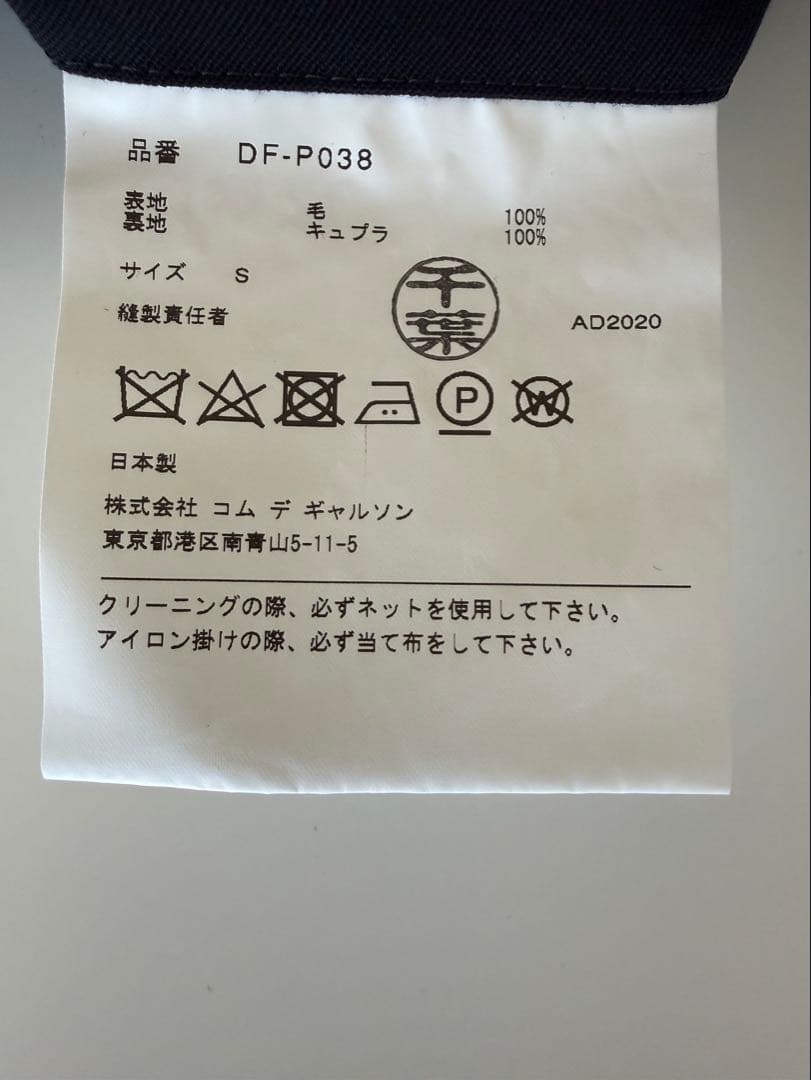 品番 DF-P038
表地 毛 100%
裏地 キュプラ 100%
サイズ S
縫製責任者 千葉 AD2020
P W
日本製
株式会社 コム デ ギャルソン
東京都港区南青山5-11-5
クリーニングの際、必ずネットを使用して下さい。
アイロン掛けの際、必ず当て布をして下さい。